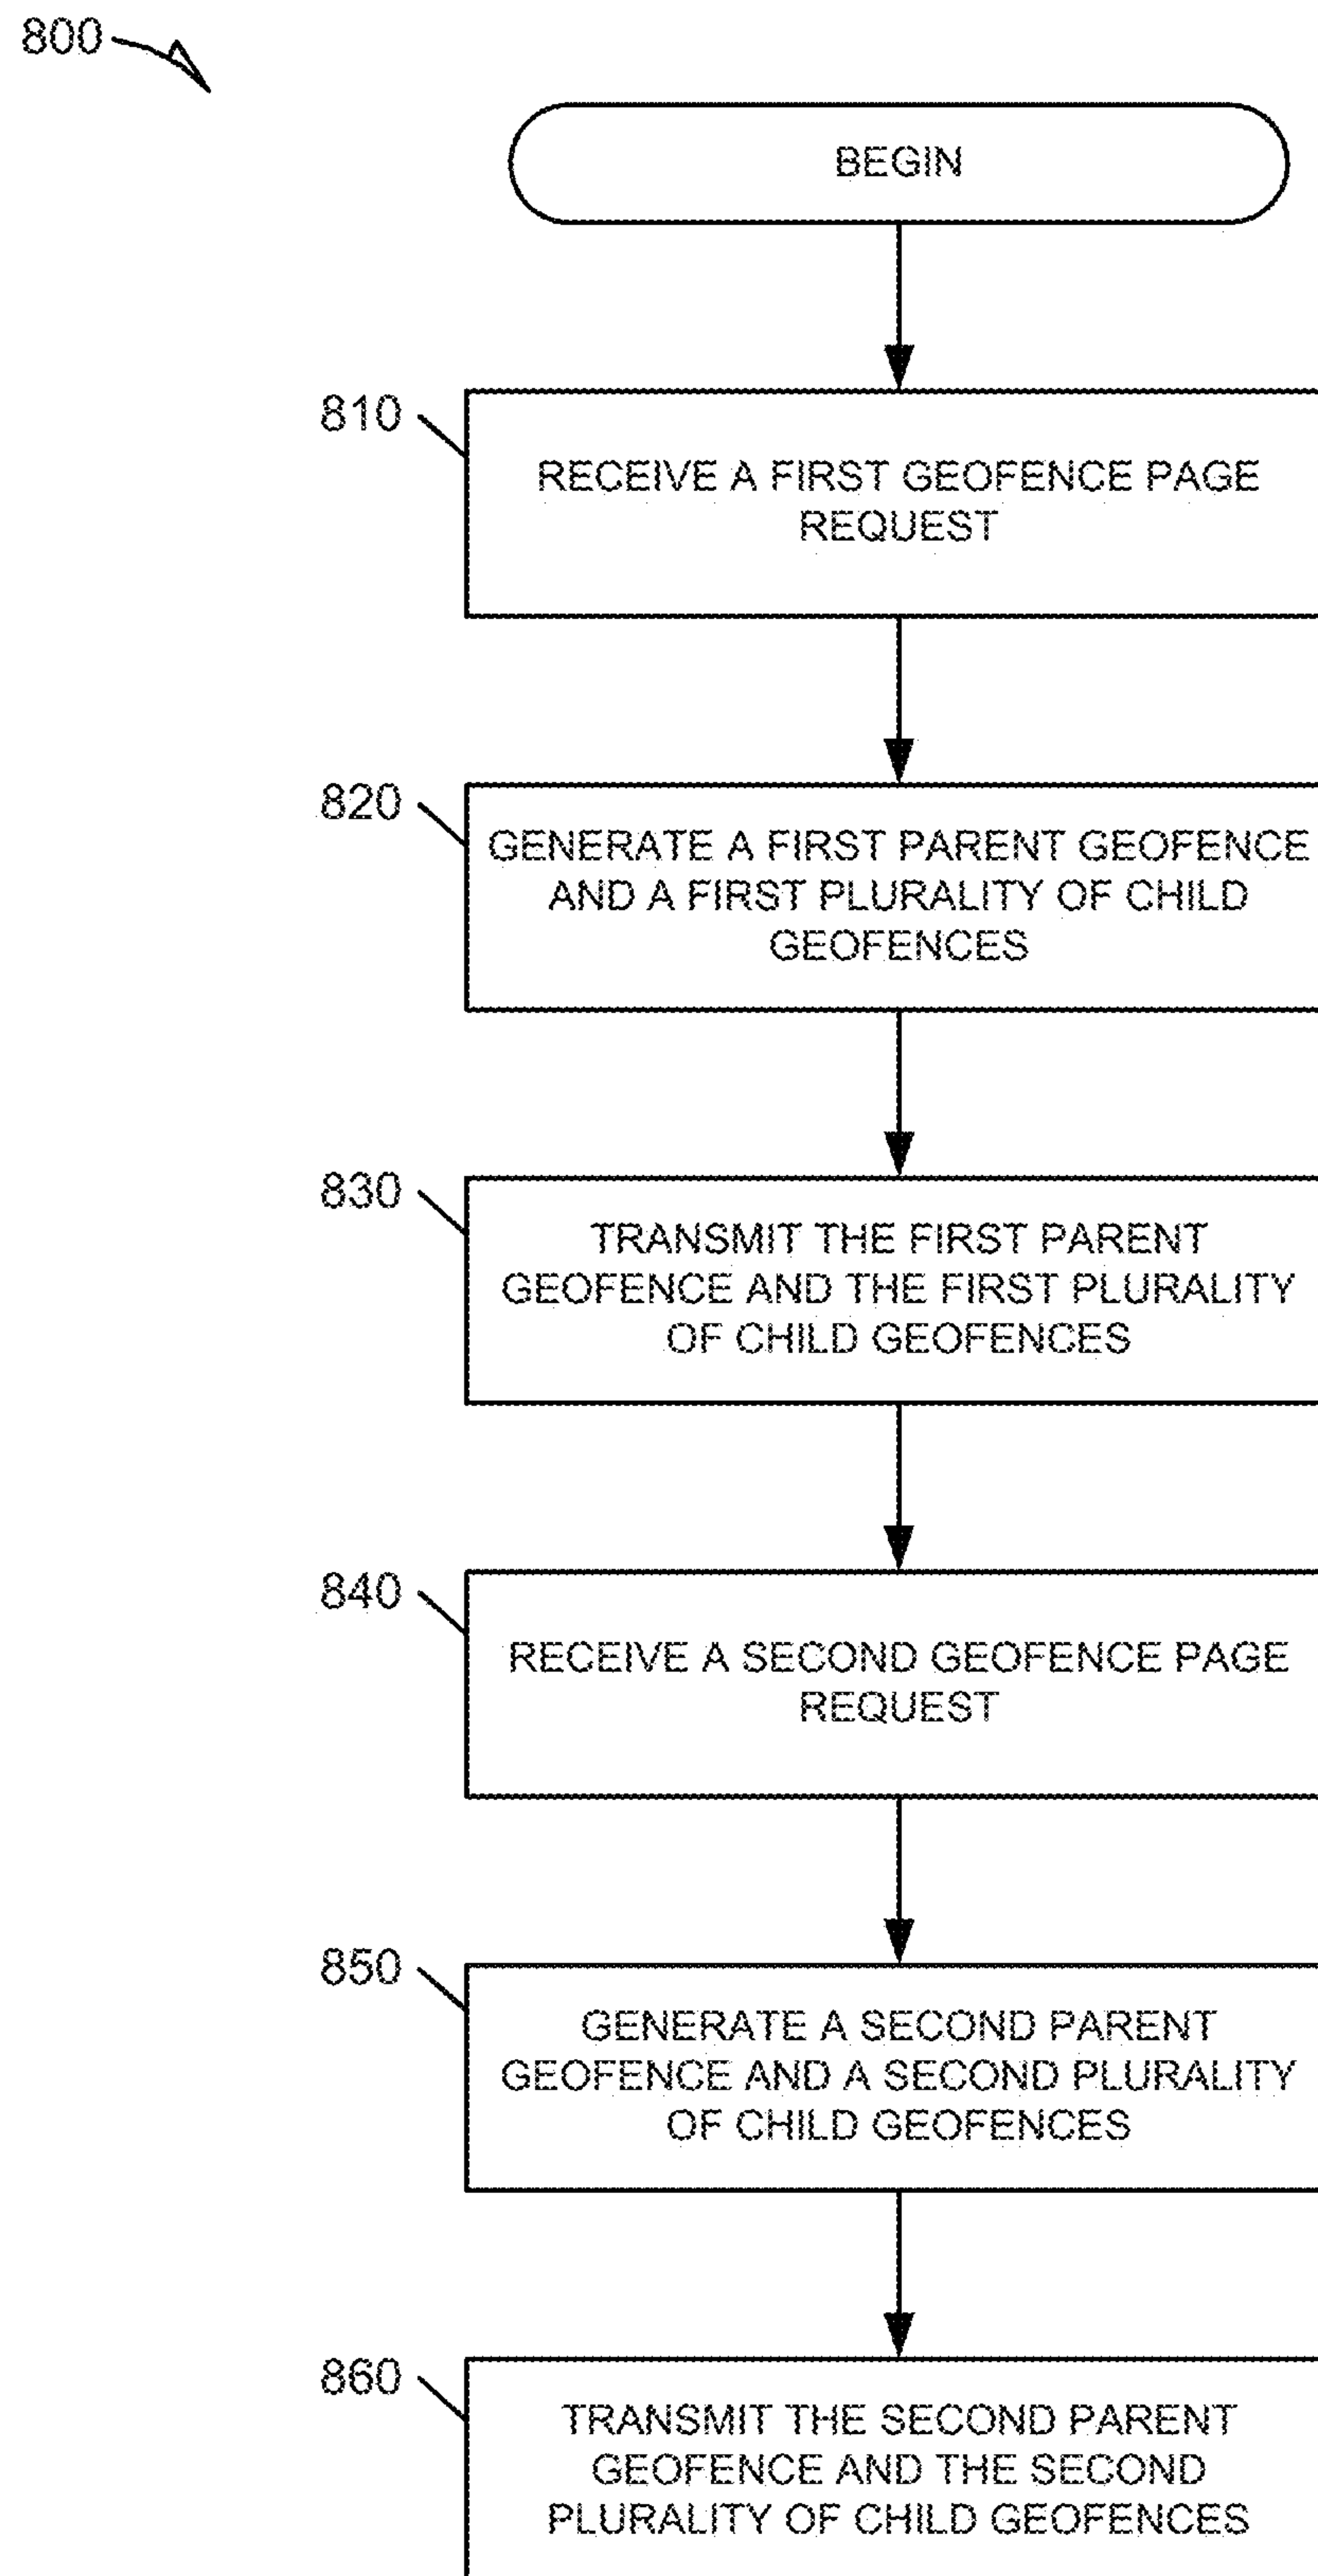 800
BEGIN
810
RECEIVE A FIRST GEOFENCE PAGE
REQUEST
820
GENERATE A FIRST PARENT GEOFENCE
AND A FIRST PLURALITY OF CHILD
GEOFENCES
830
TRANSMIT THE FIRST PARENT
GEOFENCE AND THE FIRST PLURALITY
OF CHILD GEOFENCES
840
RECEIVE A SECOND GEOFENCE PAGE
REQUEST
850
GENERATE A SECOND PARENT
GEOFENCE AND A SECOND PLURALITY
OF CHILD GEOFENCES
860
TRANSMIT THE SECOND PARENT
GEOFENCE AND THE SECOND
PLURALITY OF CHILD GEOFENCES